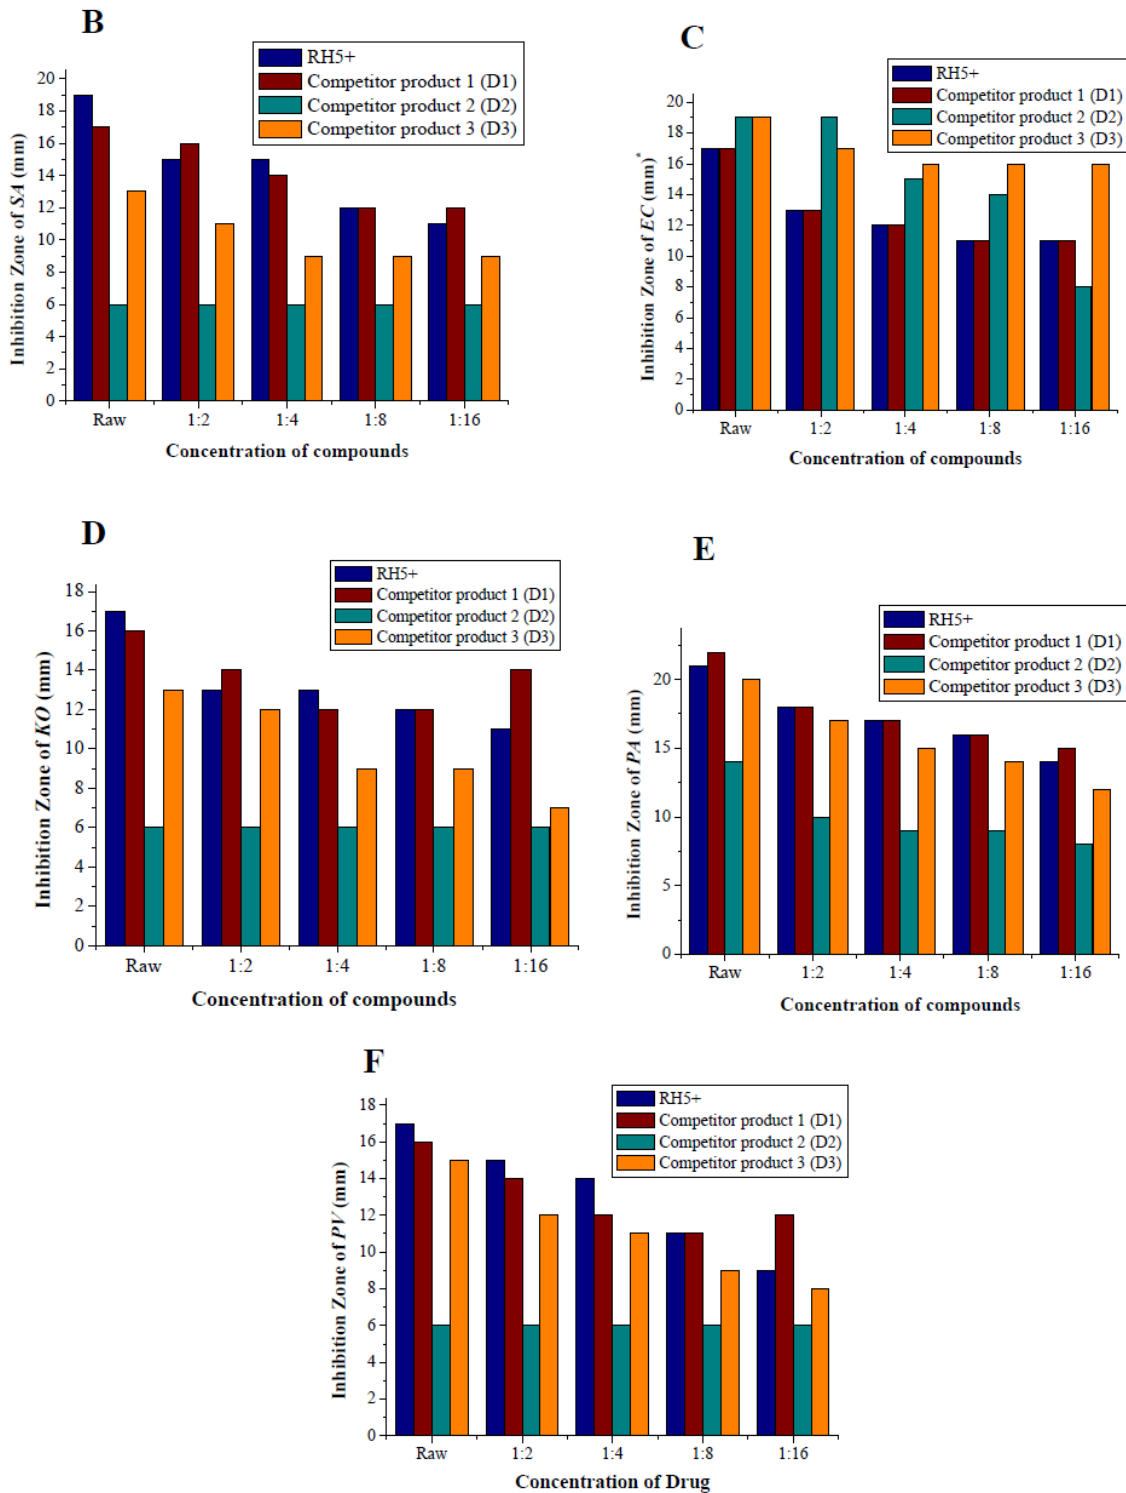 B
RH5+
Competitor product 1 (D1)
Competitor product 2 (D2)
Competitor product 3 (D3)
Inhibition Zone of SA (mm)
20
18
16
14
12
10
8
6
4
2
0
Raw 1:2 1:4 1:8 1:16
Concentration of compounds
C
RH5+
Competitor product 1 (D1)
Competitor product 2 (D2)
Competitor product 3 (D3)
Inhibition Zone of EC (mm)*
20
18
16
14
12
10
8
6
4
2
0
Raw 1:2 1:4 1:8 1:16
Concentration of compounds
D
RH5+
Competitor product 1 (D1)
Competitor product 2 (D2)
Competitor product 3 (D3)
Inhibition Zone of KO (mm)
18
16
14
12
10
8
6
4
2
0
Raw 1:2 1:4 1:8 1:16
Concentration of compounds
E
RH5+
Competitor product 1 (D1)
Competitor product 2 (D2)
Competitor product 3 (D3)
Inhibition Zone of PA (mm)
20
15
10
5
0
Raw 1:2 1:4 1:8 1:16
Concentration of compounds
F
RH5+
Competitor product 1 (D1)
Competitor product 2 (D2)
Competitor product 3 (D3)
Inhibition Zone of PV (mm)
18
16
14
12
10
8
6
4
2
0
Raw 1:2 1:4 1:8 1:16
Concentration of Drug